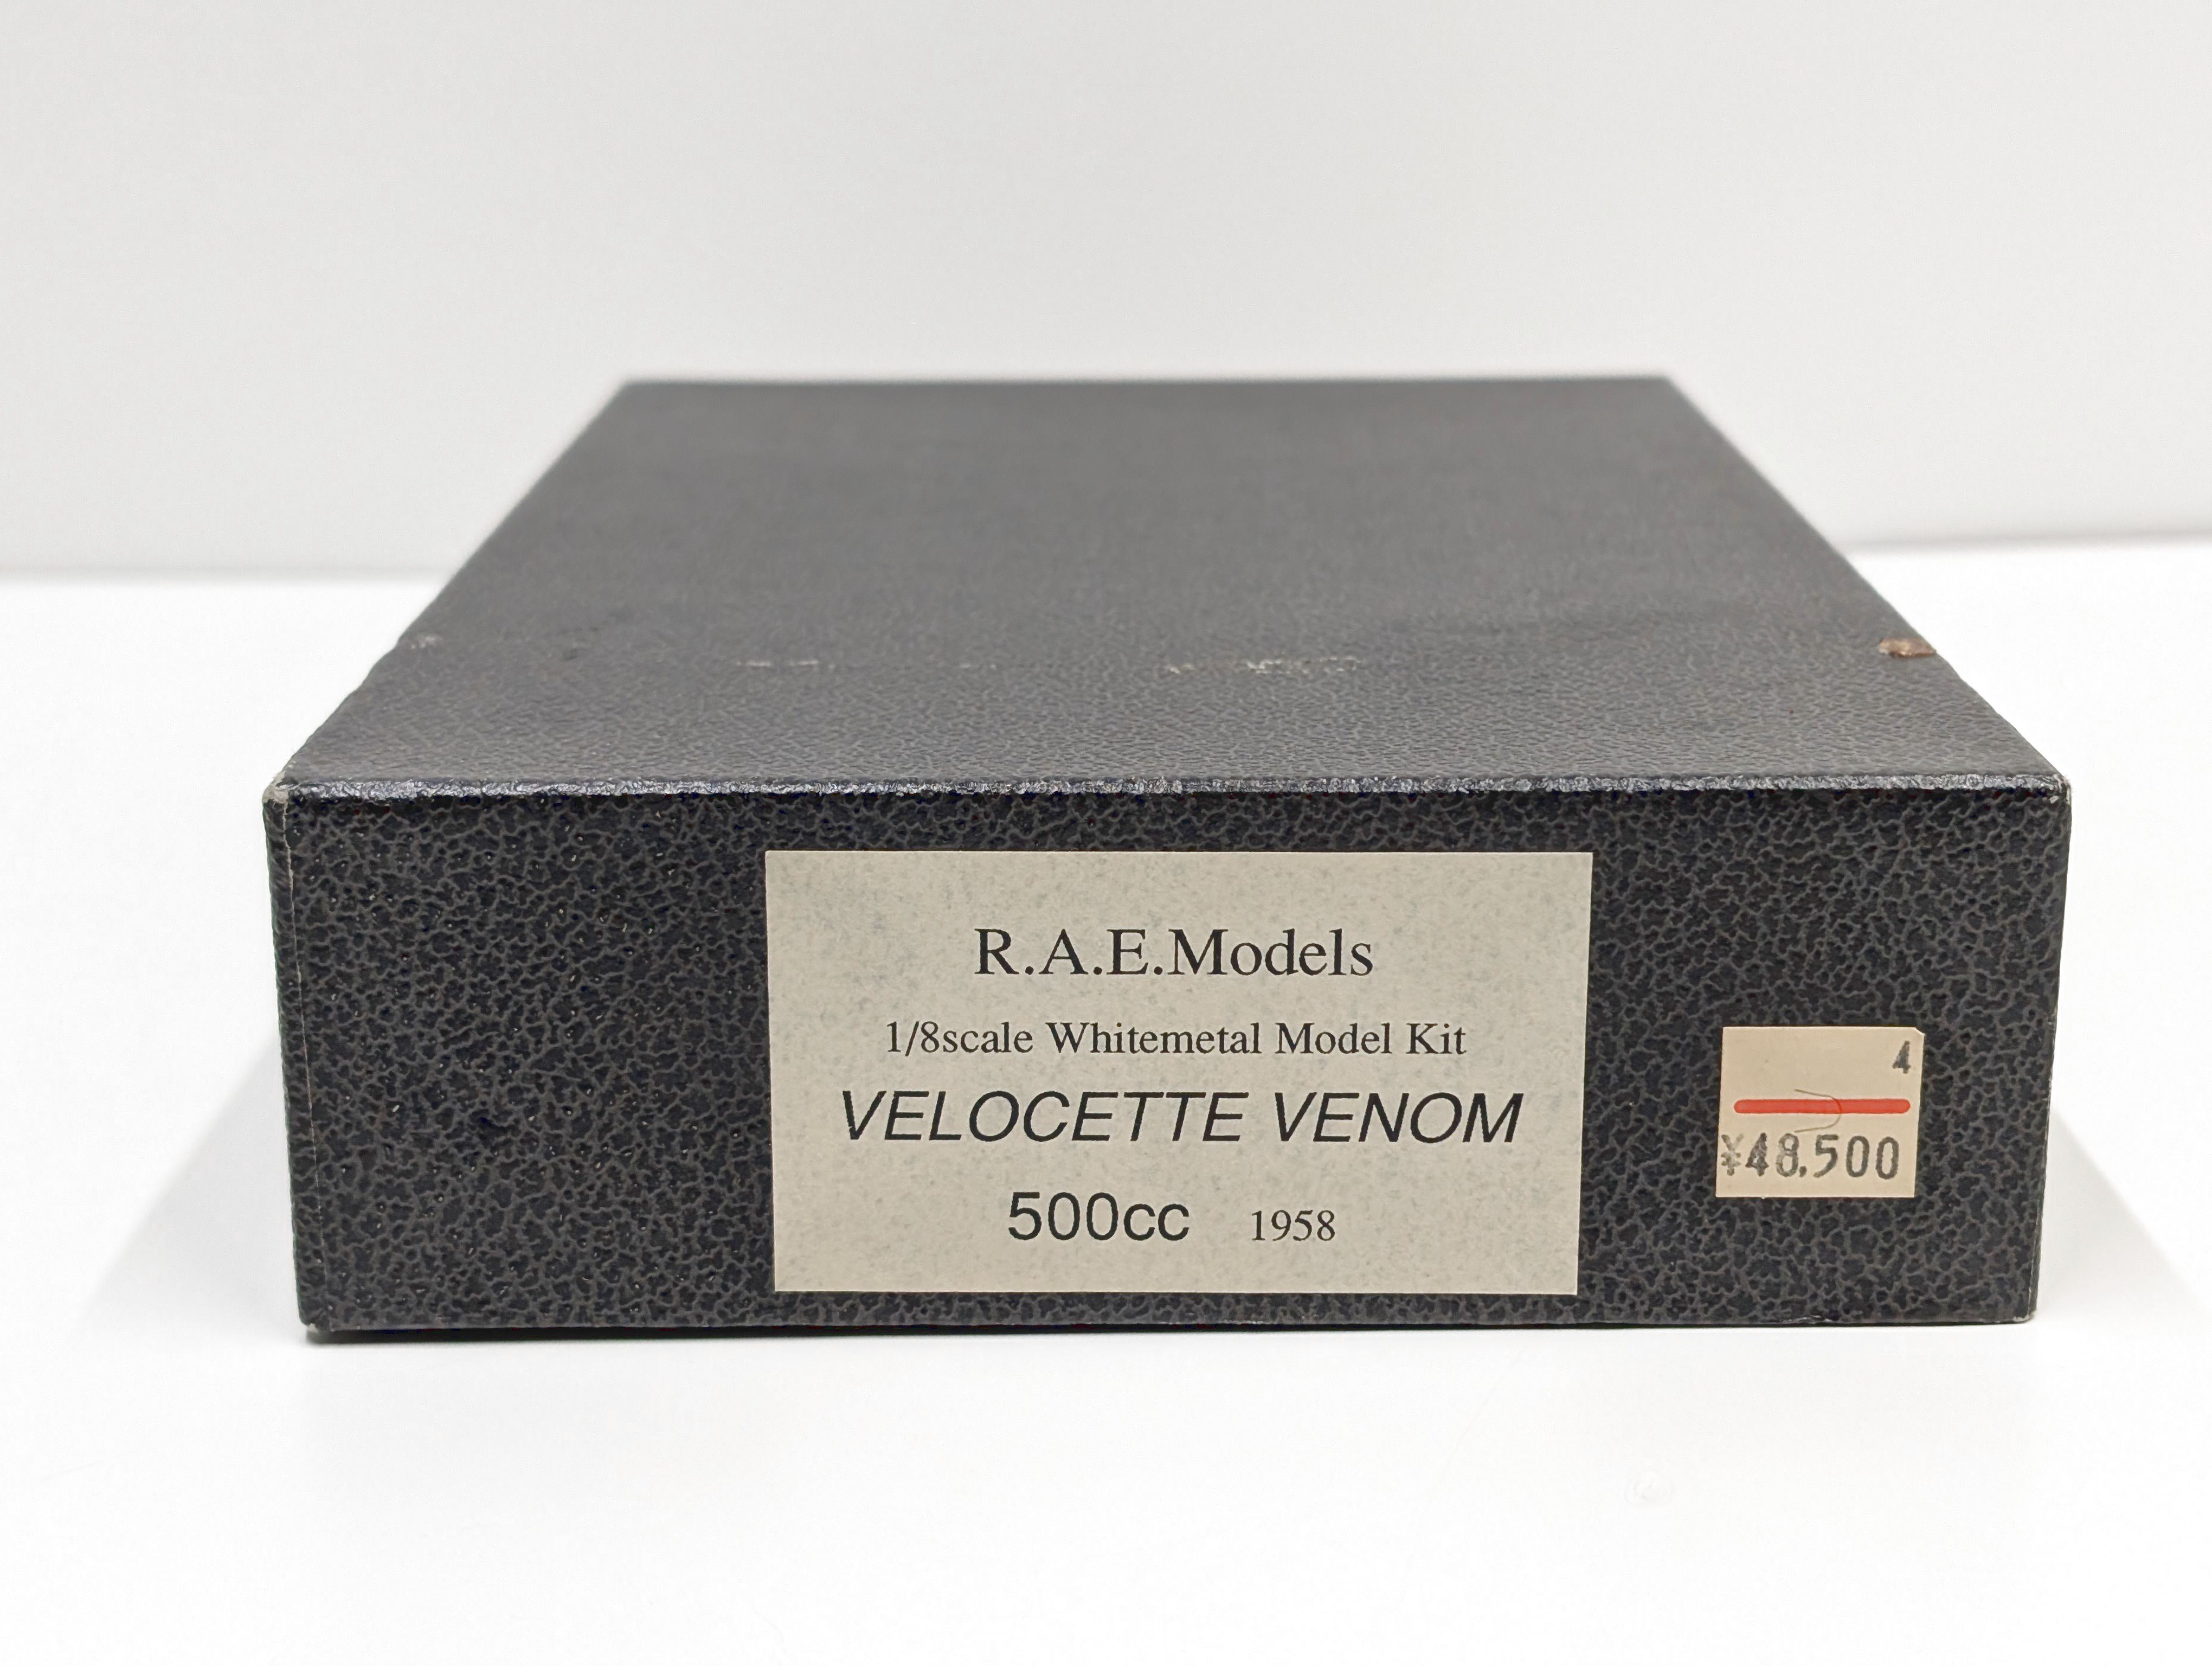 R.A.E.Models
1/8scale Whitemetal Model Kit
VELOCETTE VENOM
500cc 1958
4
¥48,500